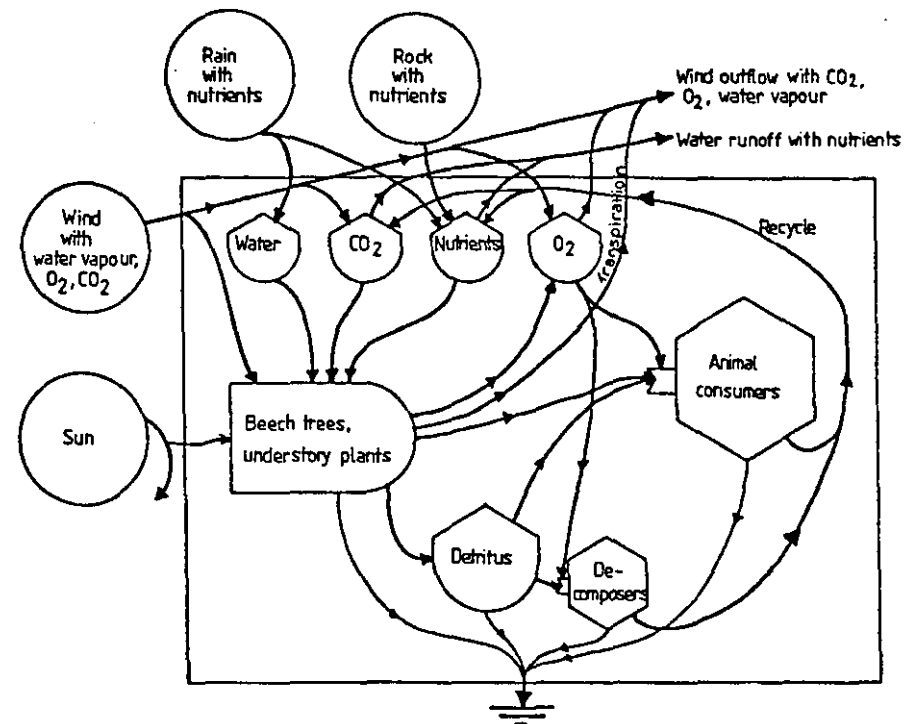 Rain
with
nutrients
Rock
with
nutrients
Wind outflow with CO₂,
O₂, water vapour
Water runoff with nutrients
Wind
with
water vapour,
O₂, CO₂
Water
CO₂
Nutrients
O₂
Transpiration
Recycle
Animal
consumers
Sun
Beech trees,
understory plants
Detritus
De-
composers